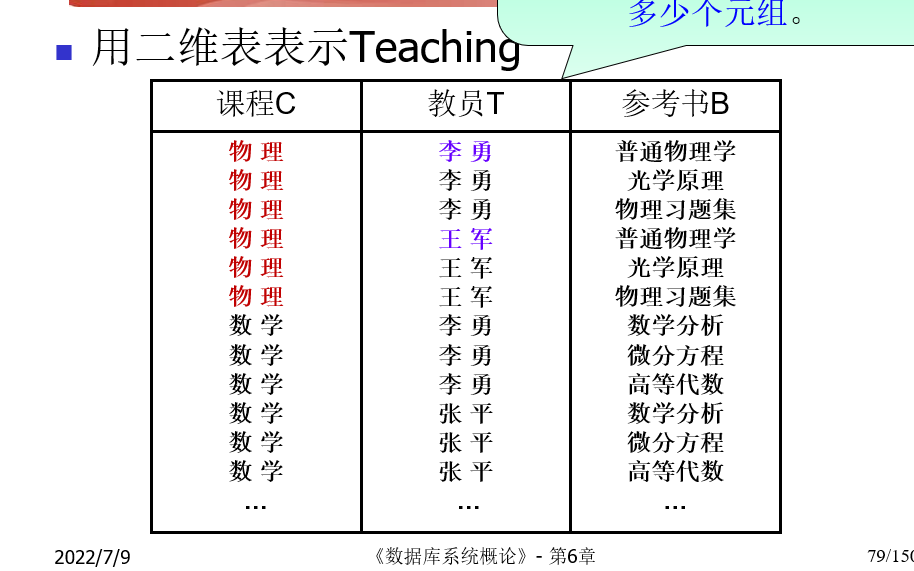 多少个元组。
用二维表表示Teaching
课程C 教员T 参考书B
物 理 李 勇 普通物理学
物 理 李 勇 光学原理
物 理 李 勇 物理习题集
物 理 王 军 普通物理学
物 理 王 军 光学原理
物 理 王 军 物理习题集
数 学 李 勇 数学分析
数 学 李 勇 微分方程
数 学 李 勇 高等代数
数 学 张 平 数学分析
数 学 张 平 微分方程
数 学 张 平 高等代数
… … …
2022/7/9 《数据库系统概论》- 第6章 79/150